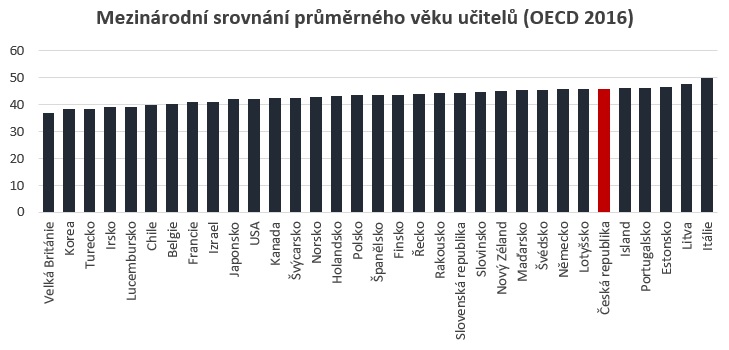 Mezinárodní srovnání průměrného věku učitelů (OECD 2016)
60
50
40
30
20
10
0
Velká Británie
Korea
Turecko
Irsko
Lucembursko
Chile
Belgie
Francie
Izrael
Japonsko
USA
Kanada
Švýcarsko
Norsko
Holandsko
Polsko
Španělsko
Finsko
Řecko
Rakousko
Slovenská republika
Slovinsko
Nový Zéland
Maďarsko
Švédsko
Německo
Lotyšsko
Česká republika
Island
Portugalsko
Estonsko
Litva
Itálie